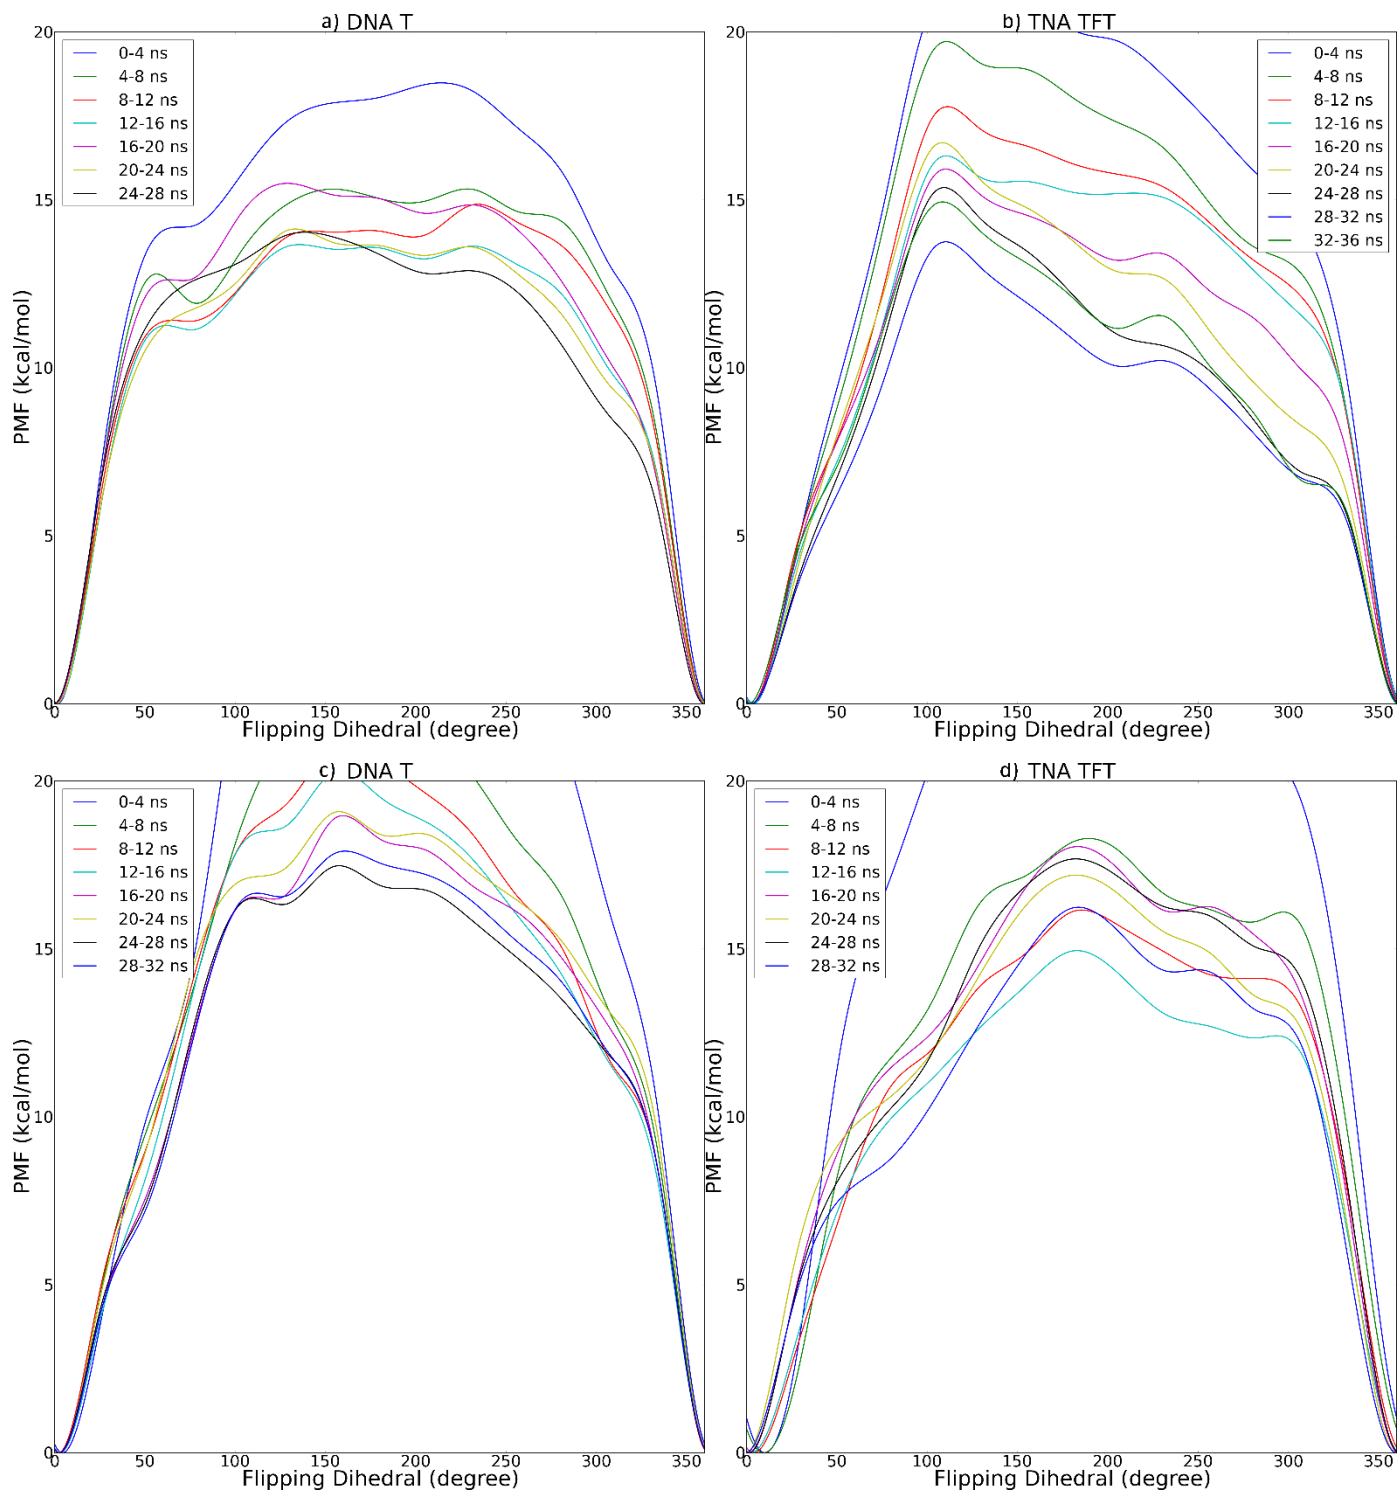 a) DNA T
20
15
10
5
0
PMF (kcal/mol)
0-4 ns
4-8 ns
8-12 ns
12-16 ns
16-20 ns
20-24 ns
24-28 ns
0 50 100 150 200 250 300 350
Flipping Dihedral (degree)
b) TNA TFT
20
15
10
5
0
PMF (kcal/mol)
0-4 ns
4-8 ns
8-12 ns
12-16 ns
16-20 ns
20-24 ns
24-28 ns
28-32 ns
32-36 ns
0 50 100 150 200 250 300 350
Flipping Dihedral (degree)
c) DNA T
20
15
10
5
0
PMF (kcal/mol)
0-4 ns
4-8 ns
8-12 ns
12-16 ns
16-20 ns
20-24 ns
24-28 ns
28-32 ns
0 50 100 150 200 250 300 350
Flipping Dihedral (degree)
d) TNA TFT
20
15
10
5
0
PMF (kcal/mol)
0-4 ns
4-8 ns
8-12 ns
12-16 ns
16-20 ns
20-24 ns
24-28 ns
28-32 ns
0 50 100 150 200 250 300 350
Flipping Dihedral (degree)